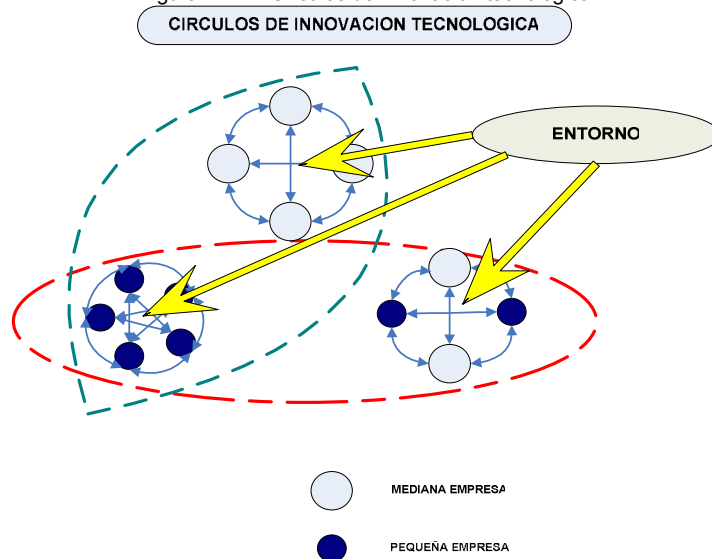 CIRCULOS DE INNOVACION TECNOLOGICA
ENTORNO
MEDIANA EMPRESA
PEQUEÑA EMPRESA